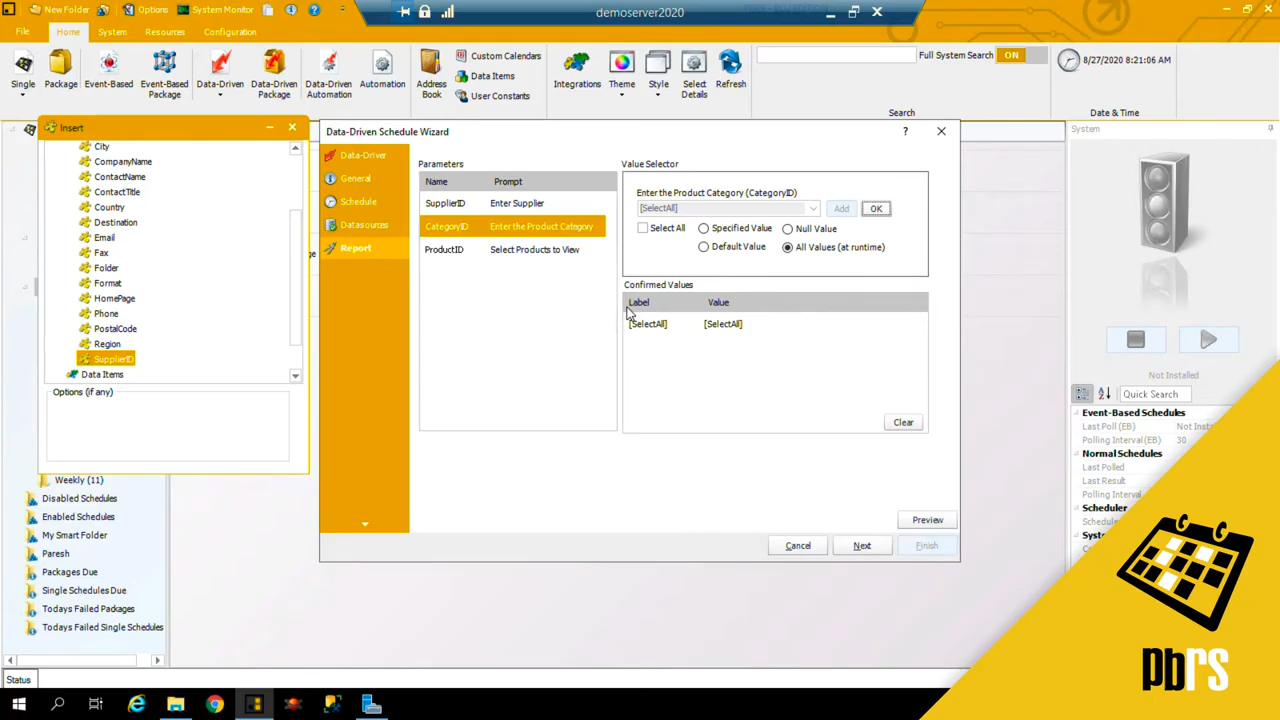 New Folder
Options
System Monitor
demoserver2020
File
Home
System
Resources
Configuration
Single
Package
Event-Based
Event-Based
Package
Data-Driven
Data-Driven
Package
Data-Driven
Automation
Automation
Address
Book
Custom Calendars
Data Items
User Constants
Integrations
Theme
Style
Select
Details
Refresh
Full System Search
ON
Search
8/27/2020 8:21:06 AM
Date & Time
Insert
City
CompanyName
ContactName
ContactTitle
Country
Destination
Email
Fax
Folder
Format
HomePage
Phone
PostalCode
Region
SupplierID
Data Items
Options (if any)
Weekly (11)
Disabled Schedules
Enabled Schedules
My Smart Folder
Paresh
Packages Due
Single Schedules Due
Todays Failed Packages
Todays Failed Single Schedules
Status
Data-Driven Schedule Wizard
?
Data-Driver
General
Schedule
Datasources
Report
Parameters
Name Prompt
SupplierID Enter Supplier
CategoryID Enter the Product Category
ProductID Select Products to View
Value Selector
Enter the Product Category (CategoryID)
[SelectAll]
Add
OK
Select All
Specified Value
Null Value
Default Value
All Values (at runtime)
Confirmed Values
Label Value
[SelectAll] [SelectAll]
Clear
Preview
Cancel
Next
Finish
System
Not Installed
Quick Search
Event-Based Schedules
Last Poll (EB)
Polling Interval (EB) 30
Normal Schedules
Last Polled
Last Result
Polling Interval
Scheduler
pbrs